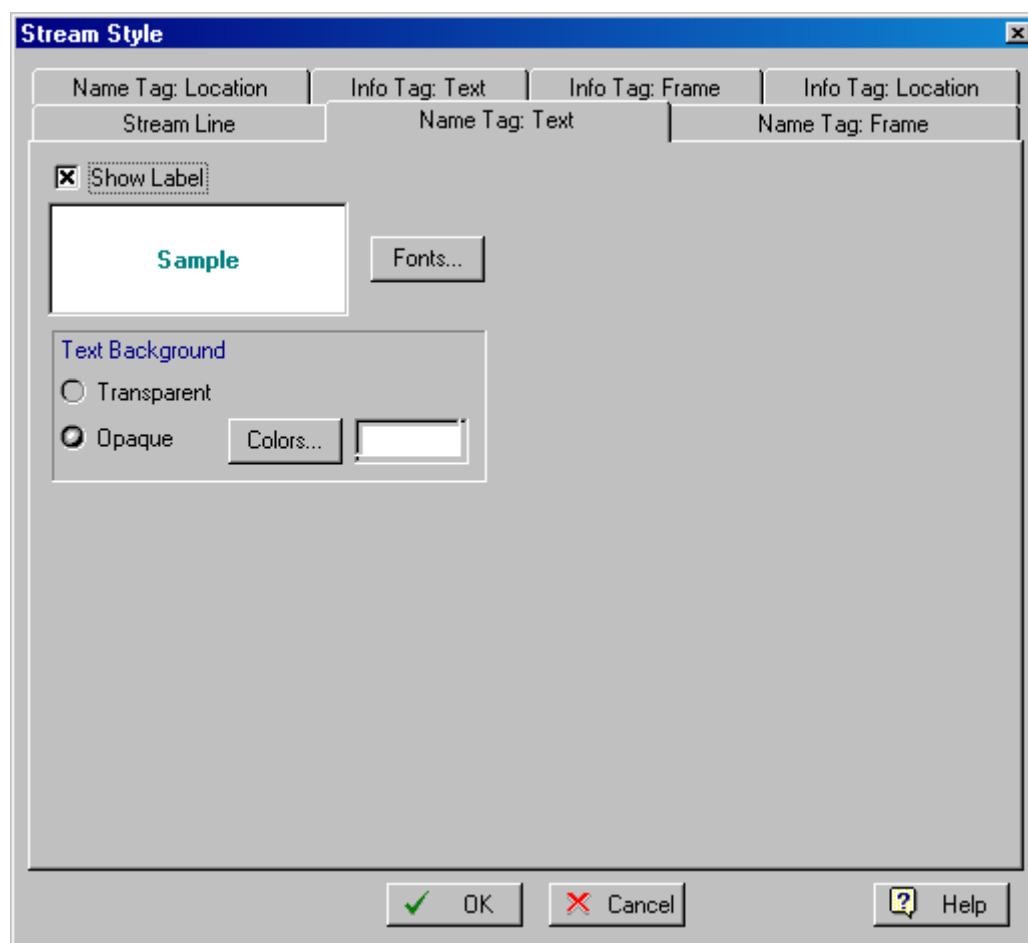 Stream Style
Name Tag: Location Info Tag: Text Info Tag: Frame Info Tag: Location
Stream Line Name Tag: Text Name Tag: Frame
Show Label
Sample Fonts...
Text Background
Transparent
Opaque Colors...
OK Cancel Help